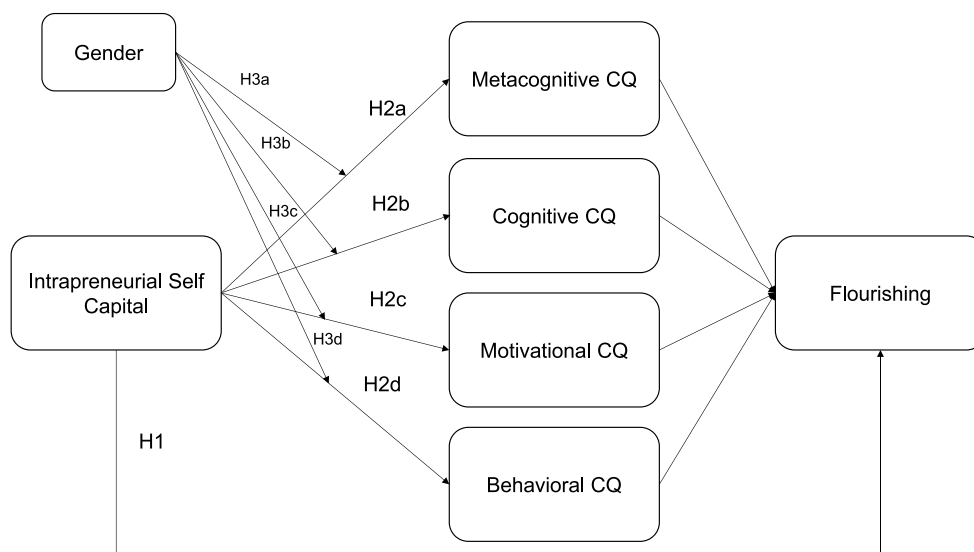 Gender
Metacognitive CQ
H3a
H2a
H3b
H2b
H3c
Cognitive CQ
Intrapreneurial Self
Capital
Flourishing
H2c
H3d
Motivational CQ
H2d
H1
Behavioral CQ